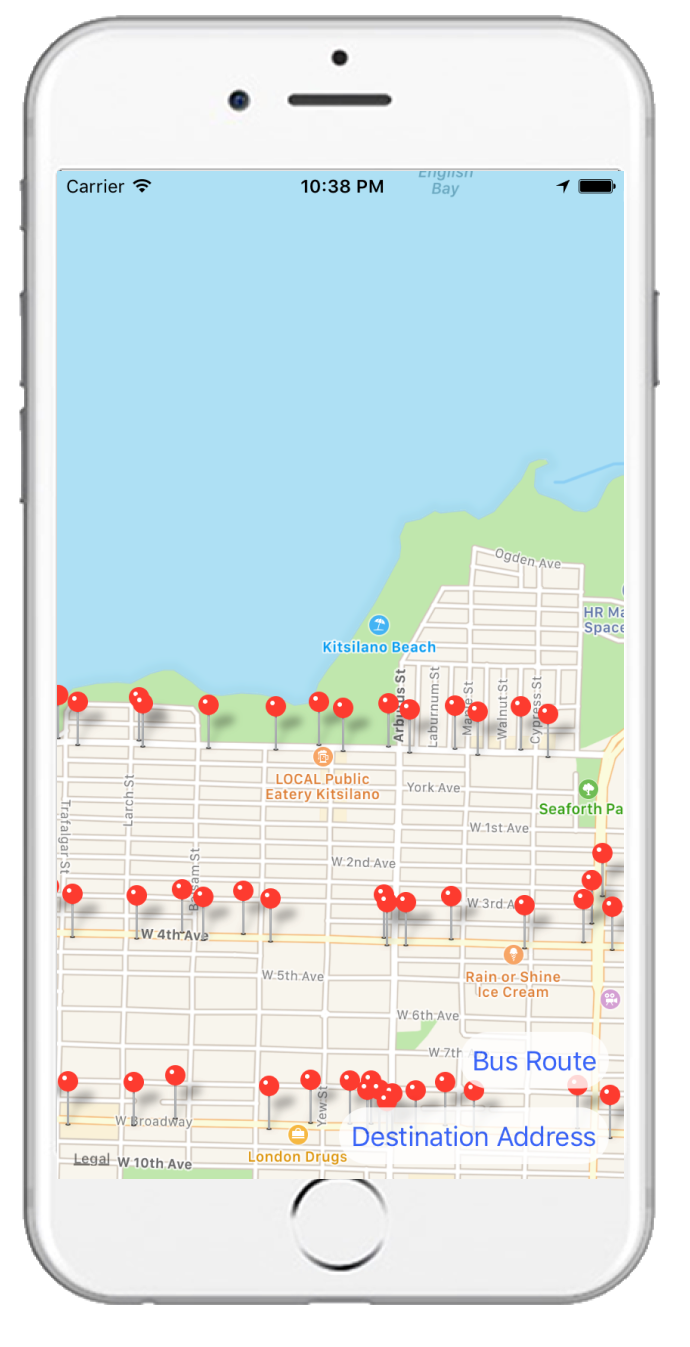 Carrier
10:38 PM
English
Bay
Ogden Ave
HR Ma
Space
Kitsilano Beach
Arbutus St
Laburnum St
Maple St
Walnut St
Cypress St
LOCAL Public
Eatery Kitsilano
York Ave
Seaforth Pa
Larch St
Trafalgar St
W 1st Ave
Balsam St
W 2nd Ave
W 3rd A
W 4th Ave
W 5th Ave
Rain or Shine
Ice Cream
W 6th Ave
W 7th
Bus Route
Yew St
W Broadway
Destination Address
London Drugs
Legal
W 10th Ave